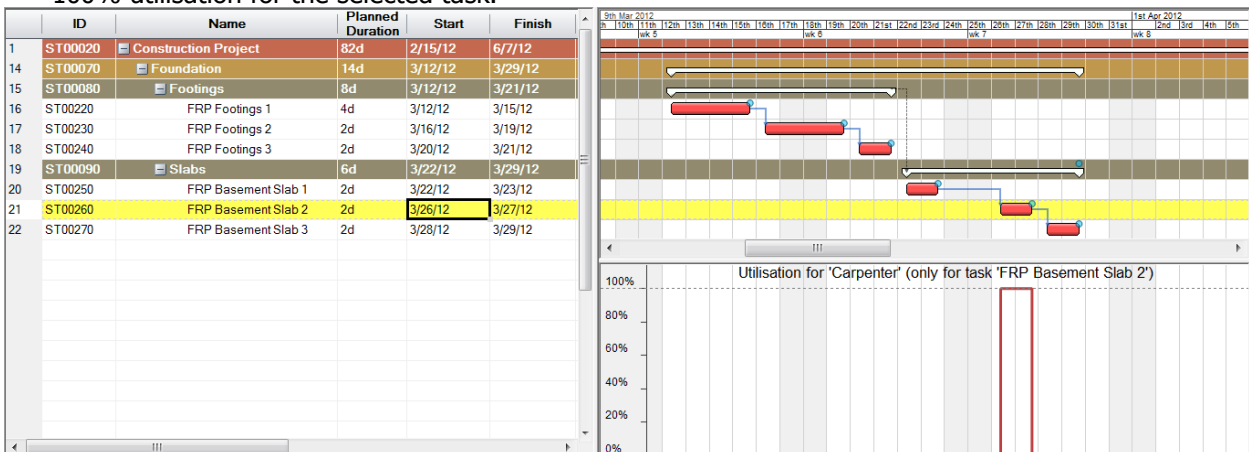 100% utilisation for the selected task.
ID Name Planned Duration Start Finish
1 ST00020 Construction Project 82d 2/15/12 6/7/12
14 ST00070 Foundation 14d 3/12/12 3/29/12
15 ST00080 Footings 8d 3/12/12 3/21/12
16 ST00220 FRP Footings 1 4d 3/12/12 3/15/12
17 ST00230 FRP Footings 2 2d 3/16/12 3/19/12
18 ST00240 FRP Footings 3 2d 3/20/12 3/21/12
19 ST00090 Slabs 6d 3/22/12 3/29/12
20 ST00250 FRP Basement Slab 1 2d 3/22/12 3/23/12
21 ST00260 FRP Basement Slab 2 2d 3/26/12 3/27/12
22 ST00270 FRP Basement Slab 3 2d 3/28/12 3/29/12
9th Mar 2012 1st Apr 2012
10th 11th 12th 13th 14th 15th 16th 17th 18th 19th 20th 21st 22nd 23rd 24th 25th 26th 27th 28th 29th 30th 31st 2nd 3rd 4th 5th
wk 5 wk 6 wk 7 wk 8
Utilisation for 'Carpenter' (only for task 'FRP Basement Slab 2')
100%
80%
60%
40%
20%
0%